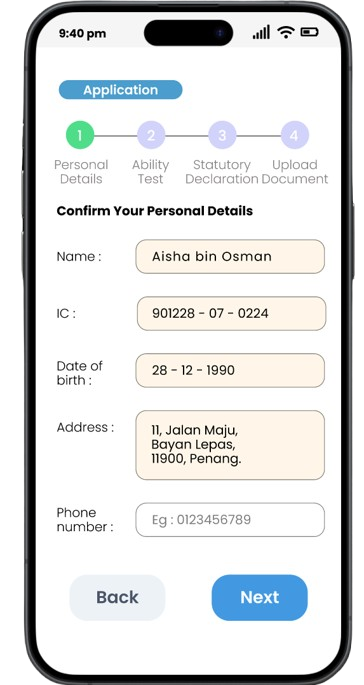 9:40 pm
Application
1 2 3 4
Personal Details
Ability Test
Statutory Declaration
Upload Document
Confirm Your Personal Details
Name :
Aisha bin Osman
IC :
901228 - 07 - 0224
Date of
birth :
28 - 12 - 1990
Address :
11, Jalan Maju,
Bayan Lepas,
11900, Penang.
Phone
number :
Eg : 0123456789
Back
Next